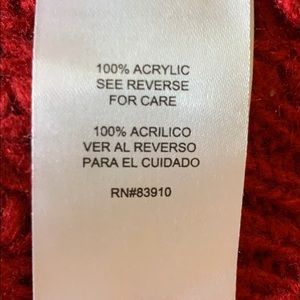 100% ACRYLIC
SEE REVERSE
FOR CARE
100% ACRILICO
VER AL REVERSO
PARA EL CUIDADO
RN#83910